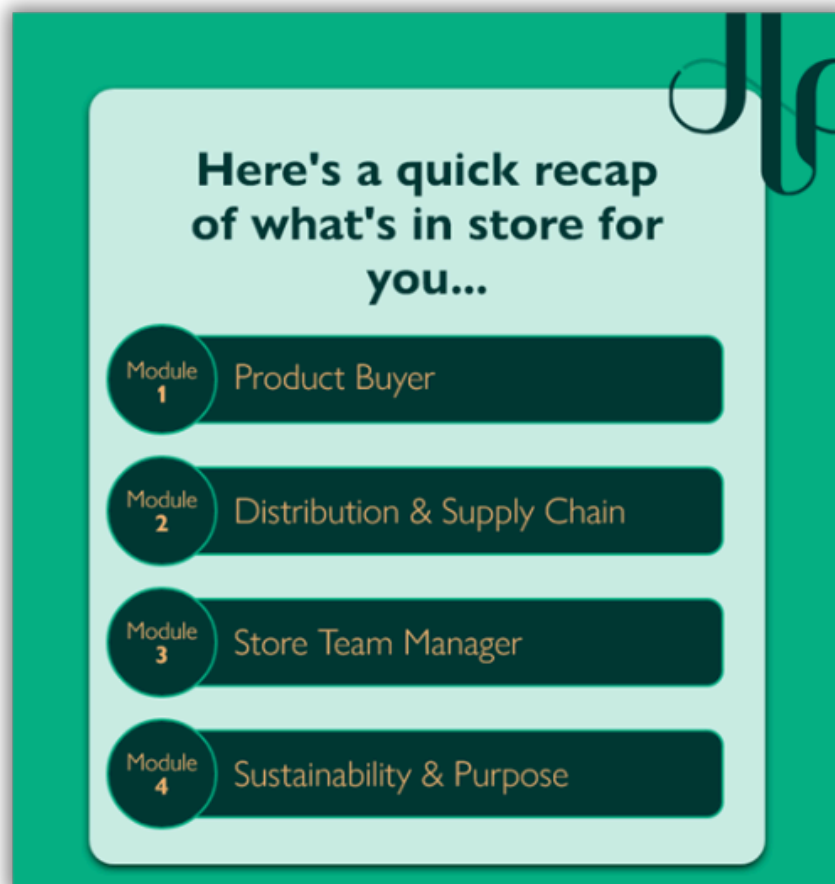 Here's a quick recap
of what's in store for
you...
Module
1
Product Buyer
Module
2
Distribution & Supply Chain
Module
3
Store Team Manager
Module
4
Sustainability & Purpose